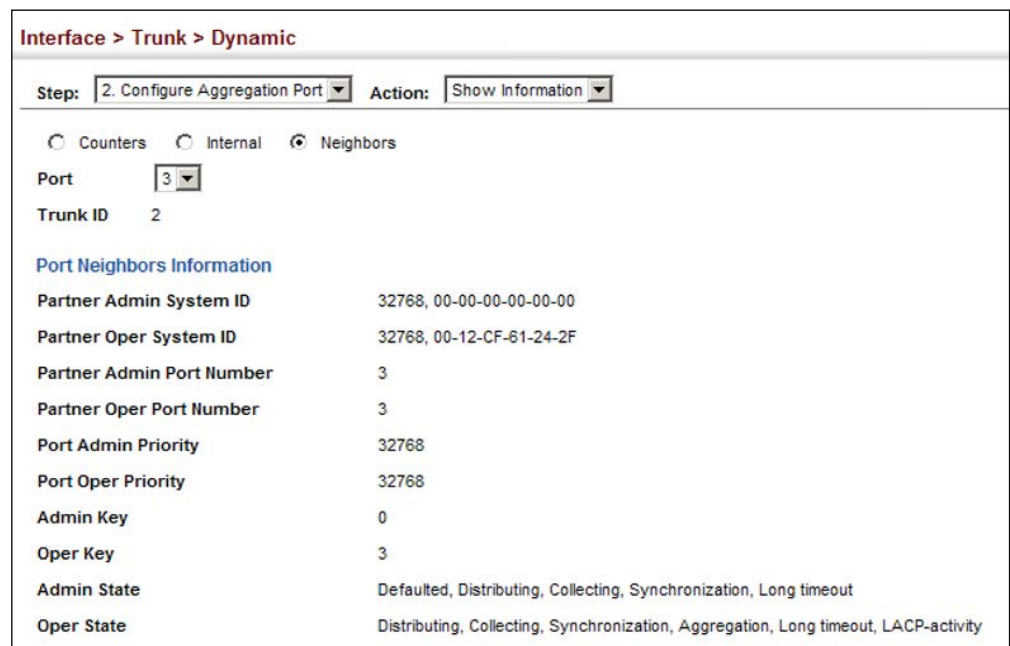 Interface > Trunk > Dynamic
Step: 2. Configure Aggregation Port Action: Show Information
Counters Internal Neighbors
Port 3
Trunk ID 2
Port Neighbors Information
Partner Admin System ID 32768, 00-00-00-00-00-00
Partner Oper System ID 32768, 00-12-CF-61-24-2F
Partner Admin Port Number 3
Partner Oper Port Number 3
Port Admin Priority 32768
Port Oper Priority 32768
Admin Key 0
Oper Key 3
Admin State Defaulted, Distributing, Collecting, Synchronization, Long timeout
Oper State Distributing, Collecting, Synchronization, Aggregation, Long timeout, LACP-activity